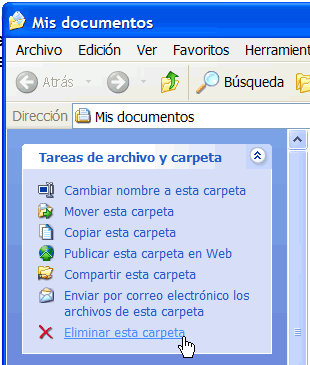 Mis documentos
Archivo Edición Ver Favoritos Herramien
Atrás Búsqueda
Dirección Mis documentos
Tareas de archivo y carpeta
Cambiar nombre a esta carpeta
Mover esta carpeta
Copiar esta carpeta
Publicar esta carpeta en Web
Compartir esta carpeta
Enviar por correo electrónico los
archivos de esta carpeta
Eliminar esta carpeta